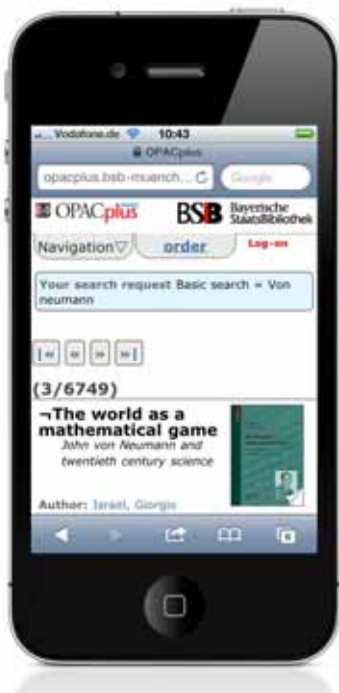 Vodafone.de 10:43
OPACplus
opacplus.bsb-muench... Google
OPACplus BSB Bayerische
StaatsBibliothek
Navigation▽ order Log-on
Your search request Basic search = Von
neumann
|« « » »|
(3/6749)
¬The world as a
mathematical game
John von Neumann and
twentieth century science
Author: Israel, Giorgio